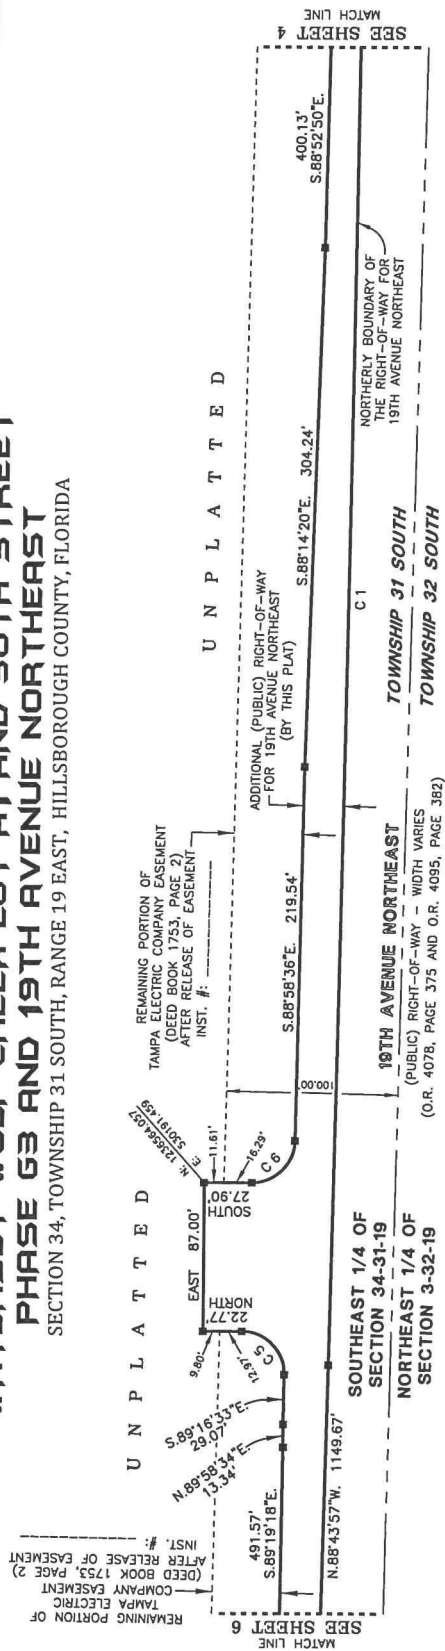 PHASE G3 AND 19TH AVENUE NORTHEAST
SECTION 34, TOWNSHIP 31 SOUTH, RANGE 19 EAST, HILLSBOROUGH COUNTY, FLORIDA
REMAINING PORTION OF
TAMPA ELECTRIC
COMPANY EASEMENT
(DEED BOOK 1753, PAGE 2)
AFTER RELEASE OF EASEMENT
INST. #:
UNPLATTED
MATCH LINE
SEE SHEET 6
491.57'
S.89°19'18"E.
N.89°58'34"E.
13.34'
S.89°16'33"E.
29.07'
C 5
9.80'
12.97'
NORTH
22.77'
EAST 87.00'
N: 1236564.057
E: 530191.459
SOUTH
27.90'
11.61'
16.29'
C 6
REMAINING PORTION OF
TAMPA ELECTRIC COMPANY EASEMENT
(DEED BOOK 1753, PAGE 2)
AFTER RELEASE OF EASEMENT
INST. #:
100.00'
S.88°58'36"E. 219.54'
UNPLATTED
ADDITIONAL (PUBLIC) RIGHT-OF-WAY
FOR 19TH AVENUE NORTHEAST
(BY THIS PLAT)
S.88°14'20"E. 304.24'
400.13'
S.88°52'50"E.
MATCH LINE
SEE SHEET 4
NORTHERLY BOUNDARY OF
THE RIGHT-OF-WAY FOR
19TH AVENUE NORTHEAST
C 1
N.88°43'57"W. 1149.67'
SOUTHEAST 1/4 OF
SECTION 34-31-19
NORTHEAST 1/4 OF
SECTION 3-32-19
19TH AVENUE NORTHEAST
(PUBLIC) RIGHT-OF-WAY - WIDTH VARIES
(O.R. 4078, PAGE 375 AND O.R. 4095, PAGE 382)
TOWNSHIP 31 SOUTH
TOWNSHIP 32 SOUTH